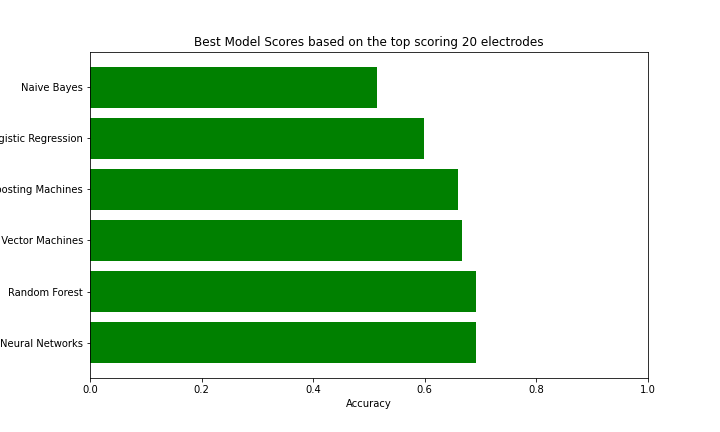 Best Model Scores based on the top scoring 20 electrodes
Naive Bayes
gistic Regression
osting Machines
Vector Machines
Random Forest
Neural Networks
0.0 0.2 0.4 0.6 0.8 1.0
Accuracy